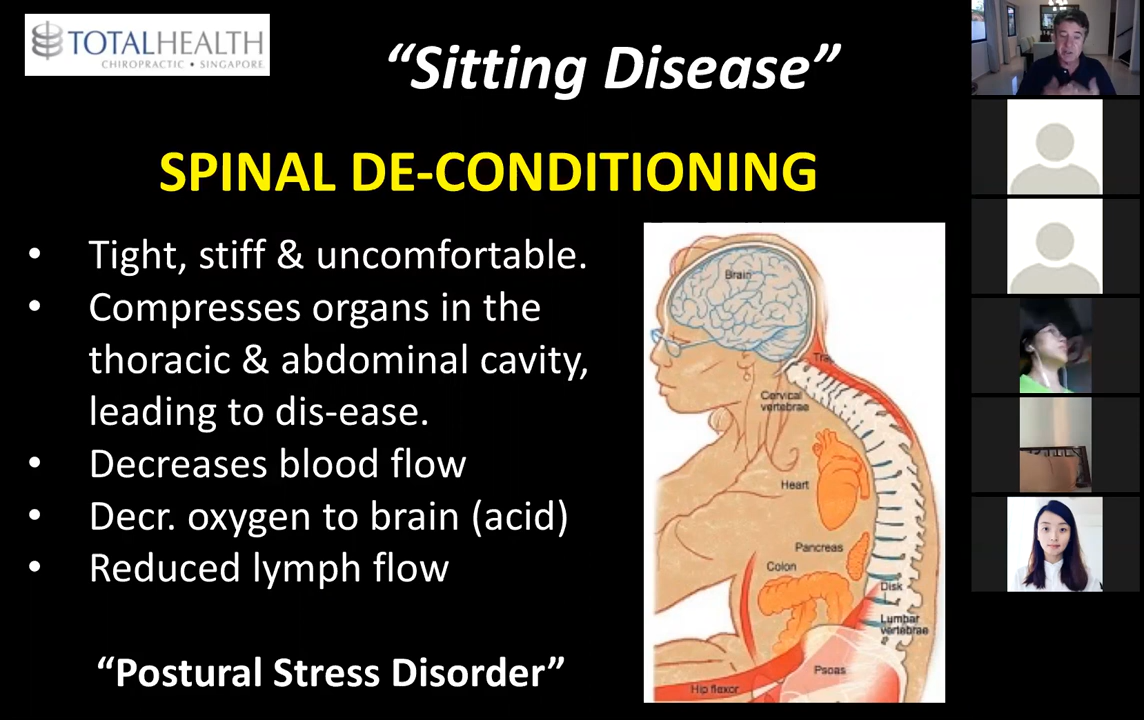 TOTALHEALTH
CHIROPRACTIC • SINGAPORE
“Sitting Disease”
SPINAL DE-CONDITIONING
• Tight, stiff & uncomfortable.
• Compresses organs in the
thoracic & abdominal cavity,
leading to dis-ease.
• Decreases blood flow
• Decr. oxygen to brain (acid)
• Reduced lymph flow
“Postural Stress Disorder”
Brain
Cervical
vertebrae
Heart
Pancreas
Colon
Disk
Lumbar
vertebrae
Psoas
Hip flexor